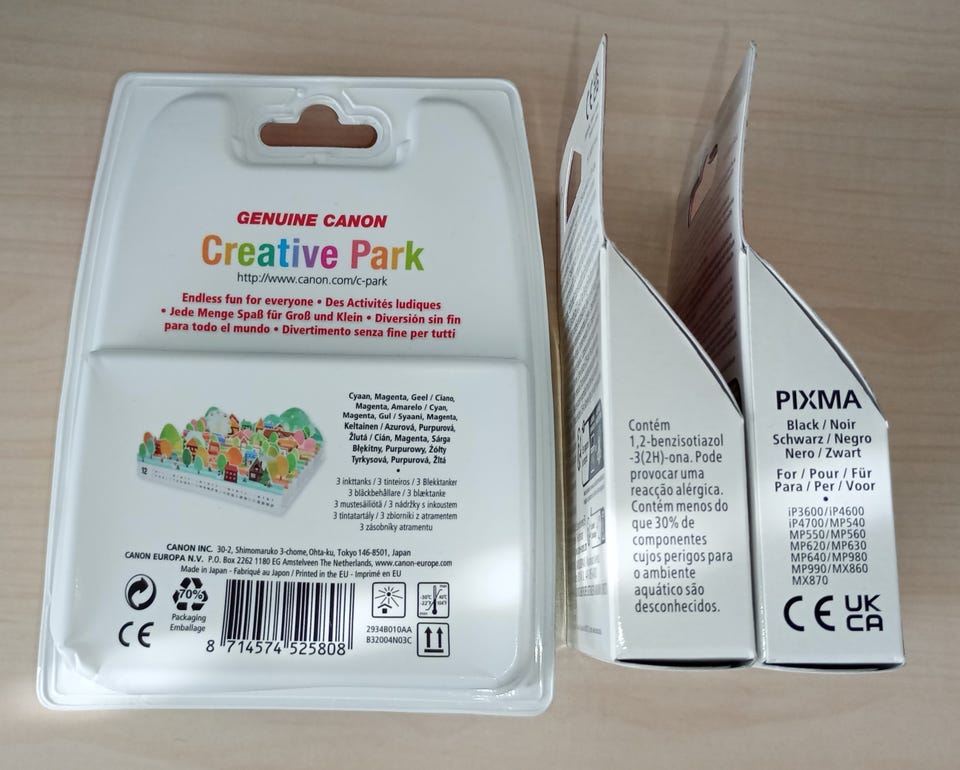 GENUINE CANON
Creative Park
http://www.canon.com/c-park
Endless fun for everyone • Des Activités ludiques
• Jede Menge Spaß für Groß und Klein • Diversión sin fin
para todo el mundo • Divertimento senza fine per tutti
Cyaan, Magenta, Geel / Ciano,
Magenta, Amarelo / Cyan,
Magenta, Gul / Syaani, Magenta,
Keltainen / Azurová, Purpurová,
Žlutá / Cián, Magenta, Sárga
Błękitny, Purpurowy, Żółty
Tyrkysová, Purpurová, Žltá
3 inkttanks / 3 tinteiros / 3 Blekktanker
3 bläckbehållare / 3 blæktanke
3 mustesäiliötä / 3 nádržky s inkoustem
3 tintatartály / 3 zbiorniki z atramentem
3 zásobníky atramentu
12
CANON INC. 30-2, Shimomaruko 3-chome, Ohta-ku, Tokyo 146-8501, Japan
CANON EUROPA N.V. P.O. Box 2262 1180 EG Amstelveen The Netherlands, www.canon-europe.com
Made in Japan - Fabriqué au Japon / Printed in the EU - Imprimé en EU
70%
Packaging
Emballage
CE
8 714574 525808
2934B010AA
B32004N03C
Contém
1,2-benzisotiazol
-3(2H)-ona. Pode
provocar uma
reacção alérgica.
Contém menos do
que 30% de
componentes
cujos perigos para
o ambiente
aquático são
desconhecidos.
PIXMA
Black / Noir
Schwarz / Negro
Nero / Zwart
For / Pour / Für
Para / Per / Voor
•
iP3600/iP4600
iP4700/MP540
MP550/MP560
MP620/MP630
MP640/MP980
MP990/MX860
MX870
CE UK
CA